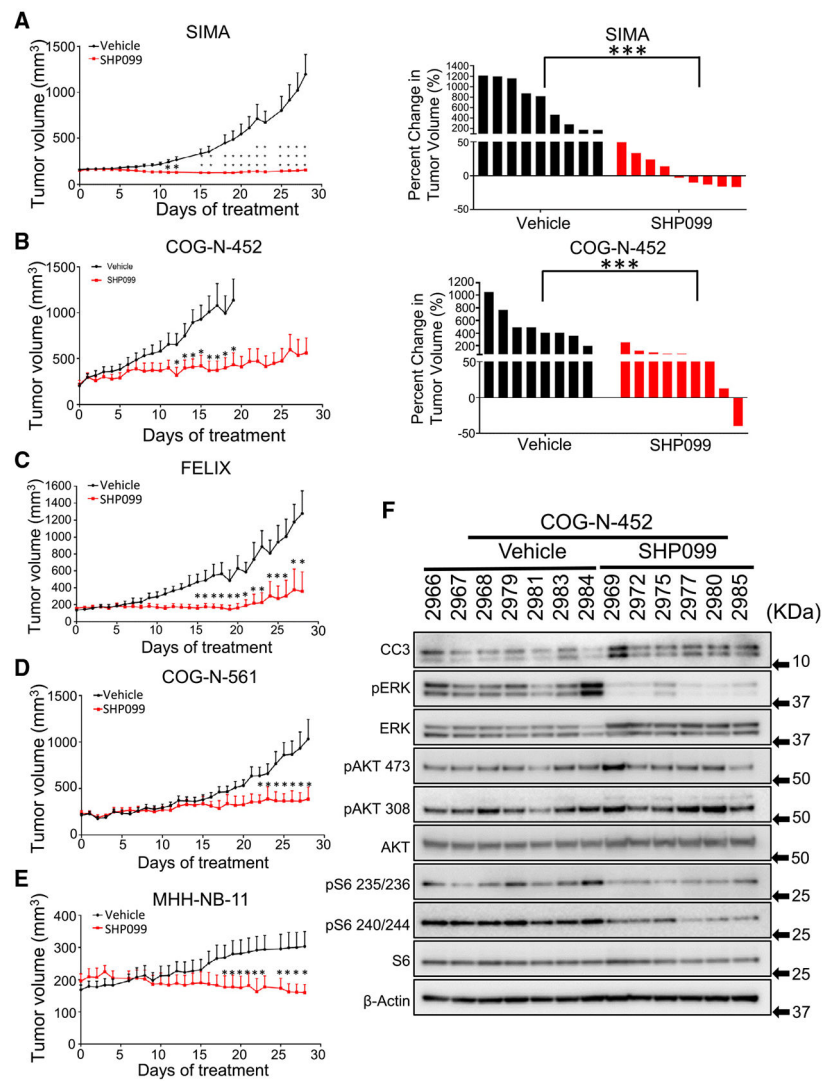 A
SIMA
Vehicle
SHP099
Tumor volume (mm³)
1500
1000
500
0
0 5 10 15 20 25 30
Days of treatment
SIMA
***
Percent Change in
Tumor Volume (%)
1400
1200
1000
800
600
400
200
50
0
-50
Vehicle SHP099
B
COG-N-452
Vehicle
SHP099
Tumor volume (mm³)
1500
1000
500
0
0 5 10 15 20 25 30
Days of treatment
COG-N-452
***
Percent Change in
Tumor Volume (%)
1200
1000
800
600
400
200
50
0
-50
Vehicle SHP099
C
FELIX
Vehicle
SHP099
Tumor volume (mm³)
1600
1400
1200
1000
800
600
400
200
0
0 5 10 15 20 25 30
Days of treatment
D
COG-N-561
Vehicle
SHP099
Tumor volume (mm³)
1500
1000
500
0
0 5 10 15 20 25 30
Days of treatment
E
MHH-NB-11
Vehicle
SHP099
Tumor volume (mm³)
400
300
200
100
0
0 5 10 15 20 25 30
Days of treatment
F
COG-N-452
Vehicle SHP099
2966 2967 2968 2979 2981 2983 2984 2969 2972 2975 2977 2980 2985 (KDa)
CC3 10
pERK 37
ERK 37
pAKT 473 50
pAKT 308 50
AKT 50
pS6 235/236 25
pS6 240/244 25
S6 25
β-Actin 37